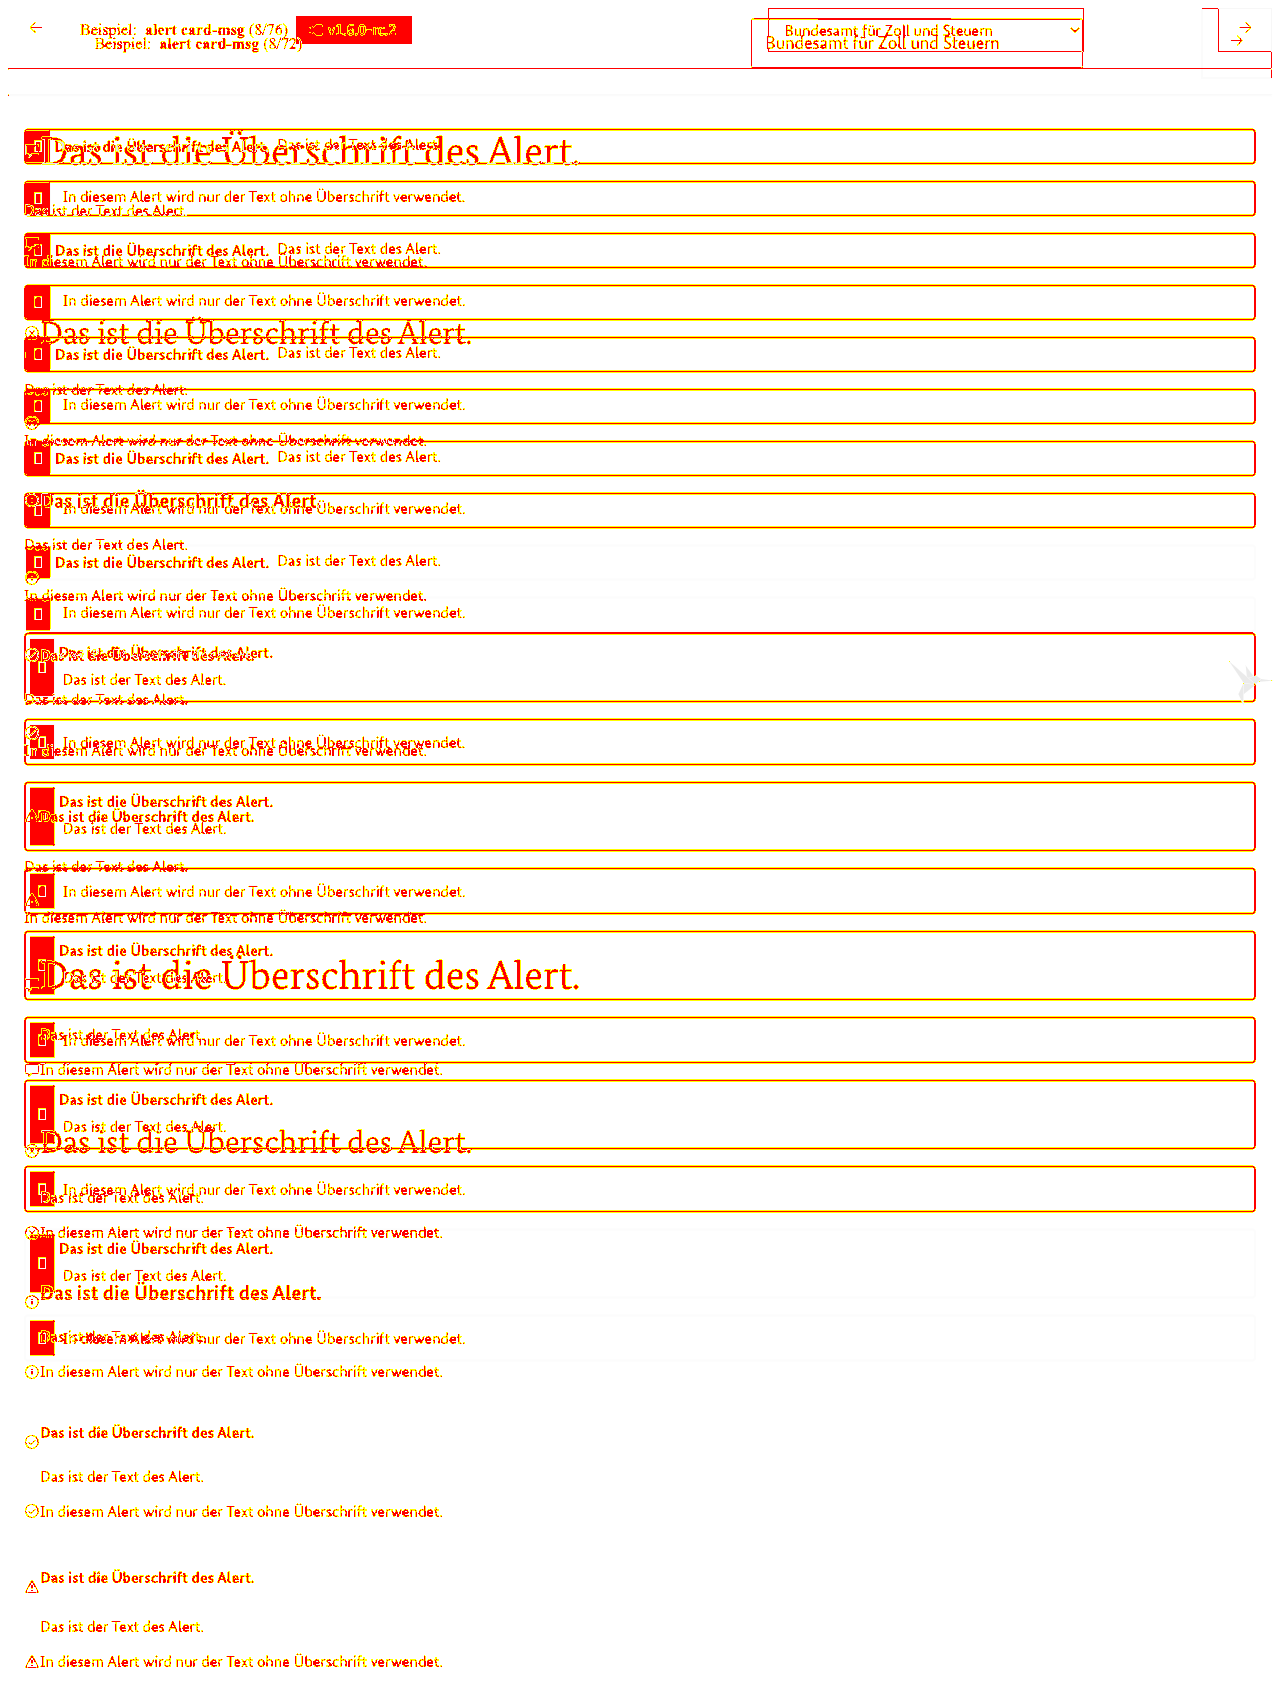 Beispiel: alert card-msg (8/76) v1.6.0-rc.2 Bundesamt für Zoll und Steuern
Beispiel: alert card-msg (8/72) Bundesamt für Zoll und Steuern
Das ist die Überschrift des Alert. Das ist der Text des Alert.
Das ist die Überschrift des Alert.
In diesem Alert wird nur der Text ohne Überschrift verwendet.
Das ist der Text des Alert.
Das ist die Überschrift des Alert. Das ist der Text des Alert.
In diesem Alert wird nur der Text ohne Überschrift verwendet.
In diesem Alert wird nur der Text ohne Überschrift verwendet.
Das ist die Überschrift des Alert.
Das ist die Überschrift des Alert. Das ist der Text des Alert.
Das ist der Text des Alert.
In diesem Alert wird nur der Text ohne Überschrift verwendet.
In diesem Alert wird nur der Text ohne Überschrift verwendet.
Das ist die Überschrift des Alert. Das ist der Text des Alert.
Das ist die Überschrift des Alert.
In diesem Alert wird nur der Text ohne Überschrift verwendet.
Das ist der Text des Alert.
Das ist die Überschrift des Alert. Das ist der Text des Alert.
In diesem Alert wird nur der Text ohne Überschrift verwendet.
In diesem Alert wird nur der Text ohne Überschrift verwendet.
Das ist die Überschrift des Alert.
Das ist die Überschrift des Alert.
Das ist der Text des Alert.
Das ist der Text des Alert.
In diesem Alert wird nur der Text ohne Überschrift verwendet.
In diesem Alert wird nur der Text ohne Überschrift verwendet.
Das ist die Überschrift des Alert.
Das ist die Überschrift des Alert.
Das ist der Text des Alert.
Das ist der Text des Alert.
In diesem Alert wird nur der Text ohne Überschrift verwendet.
In diesem Alert wird nur der Text ohne Überschrift verwendet.
Das ist die Überschrift des Alert.
Das ist die Überschrift des Alert.
Das ist der Text des Alert.
Das ist der Text des Alert.
In diesem Alert wird nur der Text ohne Überschrift verwendet.
In diesem Alert wird nur der Text ohne Überschrift verwendet.
Das ist die Überschrift des Alert.
Das ist der Text des Alert.
Das ist die Überschrift des Alert.
In diesem Alert wird nur der Text ohne Überschrift verwendet.
Das ist der Text des Alert.
In diesem Alert wird nur der Text ohne Überschrift verwendet.
Das ist die Überschrift des Alert.
Das ist der Text des Alert.
Das ist die Überschrift des Alert.
Das ist der Text des Alert.
In diesem Alert wird nur der Text ohne Überschrift verwendet.
In diesem Alert wird nur der Text ohne Überschrift verwendet.
Das ist die Überschrift des Alert.
Das ist der Text des Alert.
In diesem Alert wird nur der Text ohne Überschrift verwendet.
Das ist die Überschrift des Alert.
Das ist der Text des Alert.
In diesem Alert wird nur der Text ohne Überschrift verwendet.